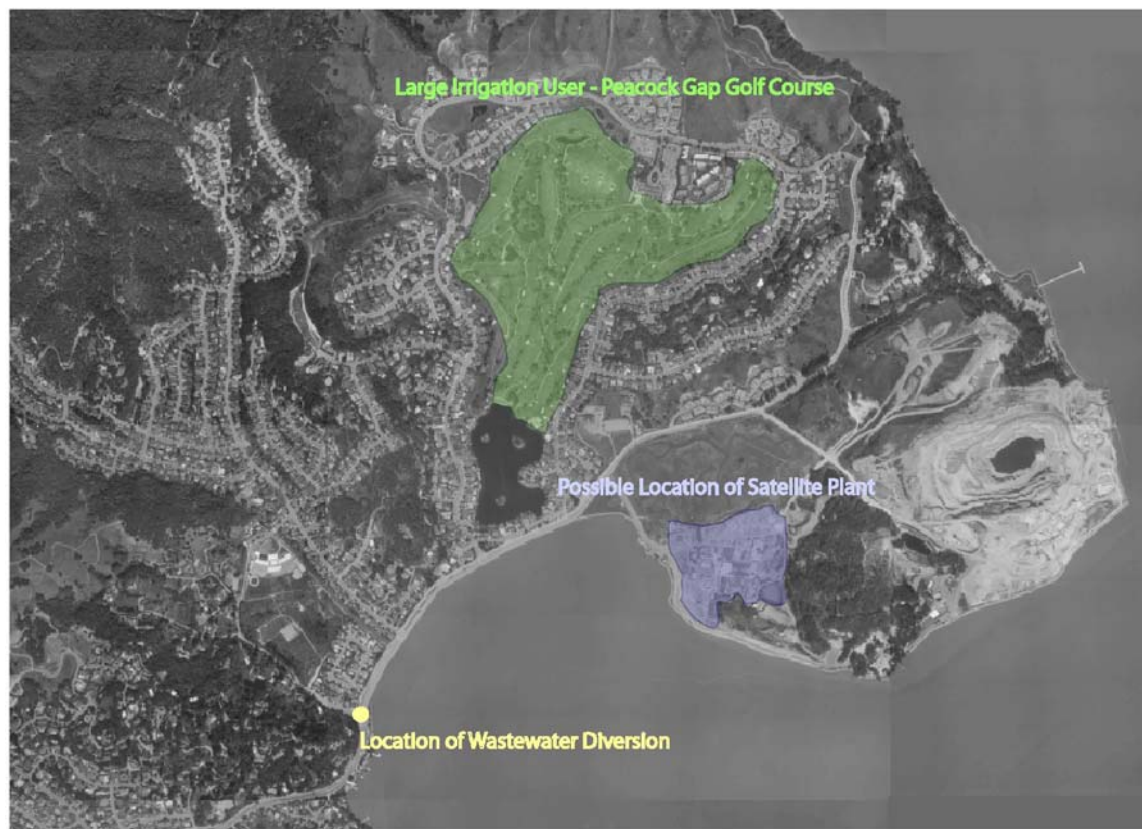 Large Irrigation User - Peacock Gap Golf Course
Possible Location of Satellite Plant
Location of Wastewater Diversion